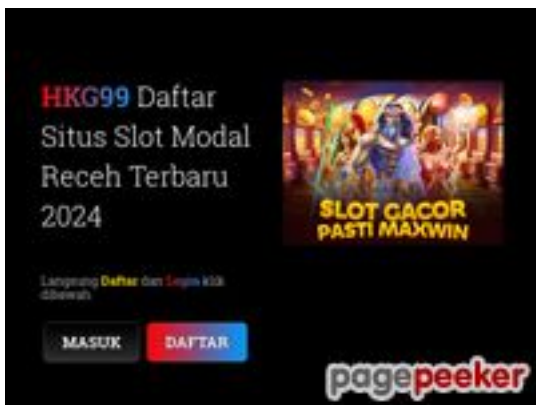 HKG99 Daftar
Situs Slot Modal
Receh Terbaru
2024
SLOT GACOR
PASTI MAXWIN
Langsung Daftar dan Login klik
dibawah
MASUK
DAFTAR
pagepeeker